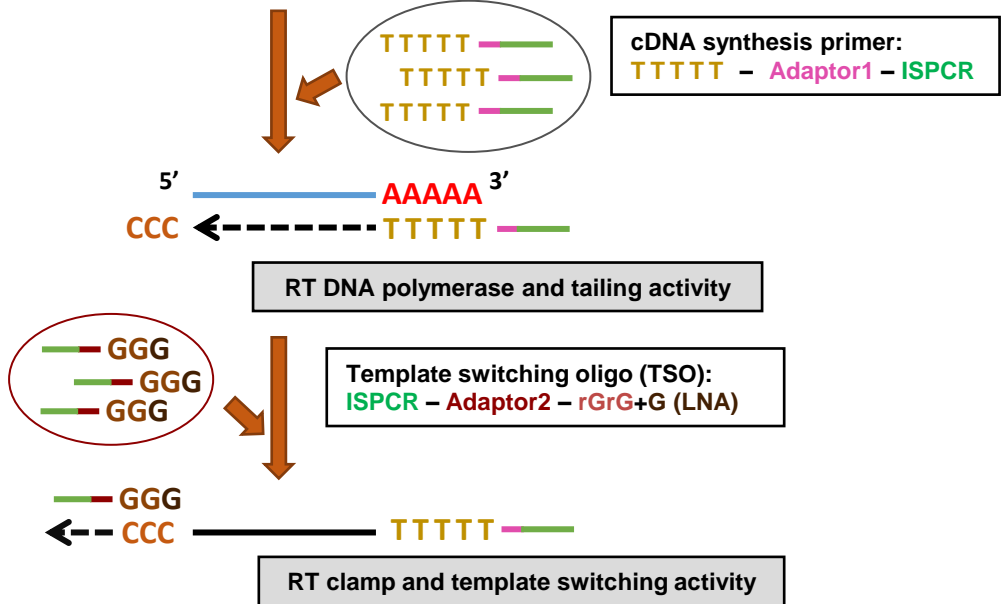 TTTTT
TTTTT
TTTTT
cDNA synthesis primer:
TTTTT – Adaptor1 – ISPCR
5’ AAAAA 3’
CCC TTTTT
RT DNA polymerase and tailing activity
GGG
GGG
GGG
Template switching oligo (TSO):
ISPCR – Adaptor2 – rGrG+G (LNA)
GGG
CCC TTTTT
RT clamp and template switching activity